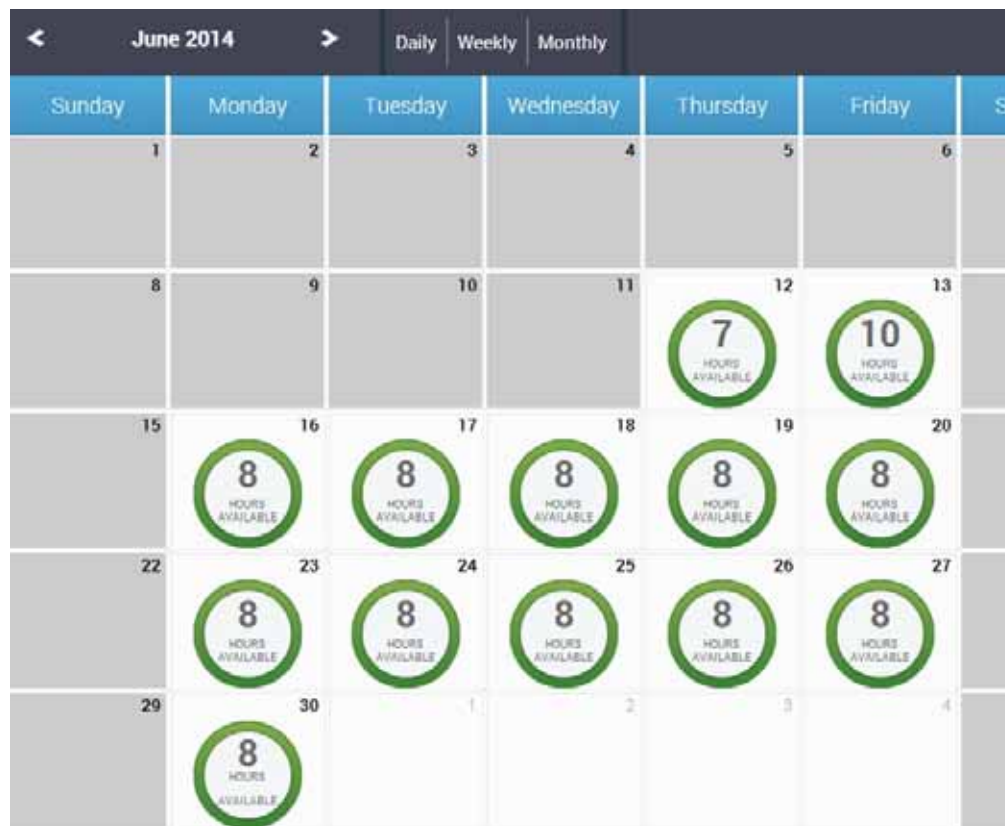 < June 2014 > Daily Weekly Monthly
Sunday Monday Tuesday Wednesday Thursday Friday S
1 2 3 4 5 6
8 9 10 11 12 13
7 10
HOURS HOURS
AVAILABLE AVAILABLE
15 16 17 18 19 20
8 8 8 8 8
HOURS HOURS HOURS HOURS HOURS
AVAILABLE AVAILABLE AVAILABLE AVAILABLE AVAILABLE
22 23 24 25 26 27
8 8 8 8 8
HOURS HOURS HOURS HOURS HOURS
AVAILABLE AVAILABLE AVAILABLE AVAILABLE AVAILABLE
29 30 1 2 3 4
8
HOURS
AVAILABLE